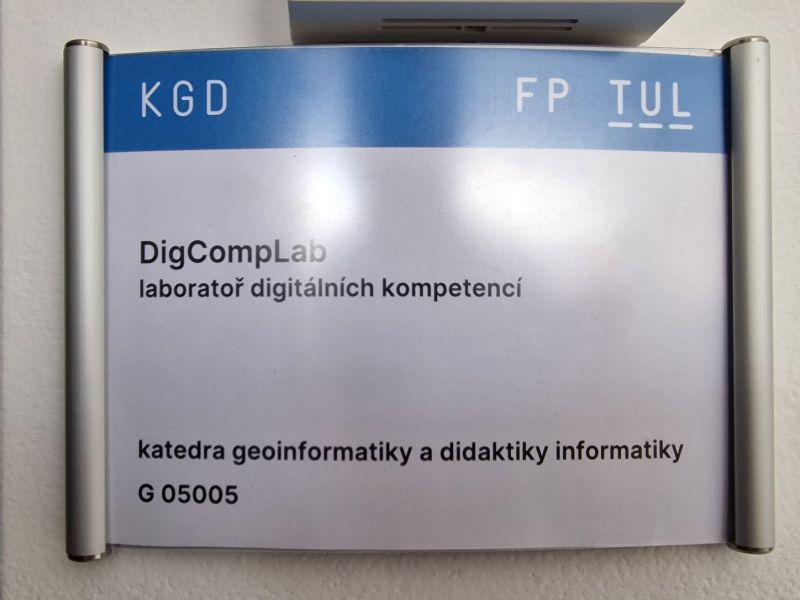 KGD FP TUL
DigCompLab
laboratoř digitálních kompetencí
katedra geoinformatiky a didaktiky informatiky
G 05005